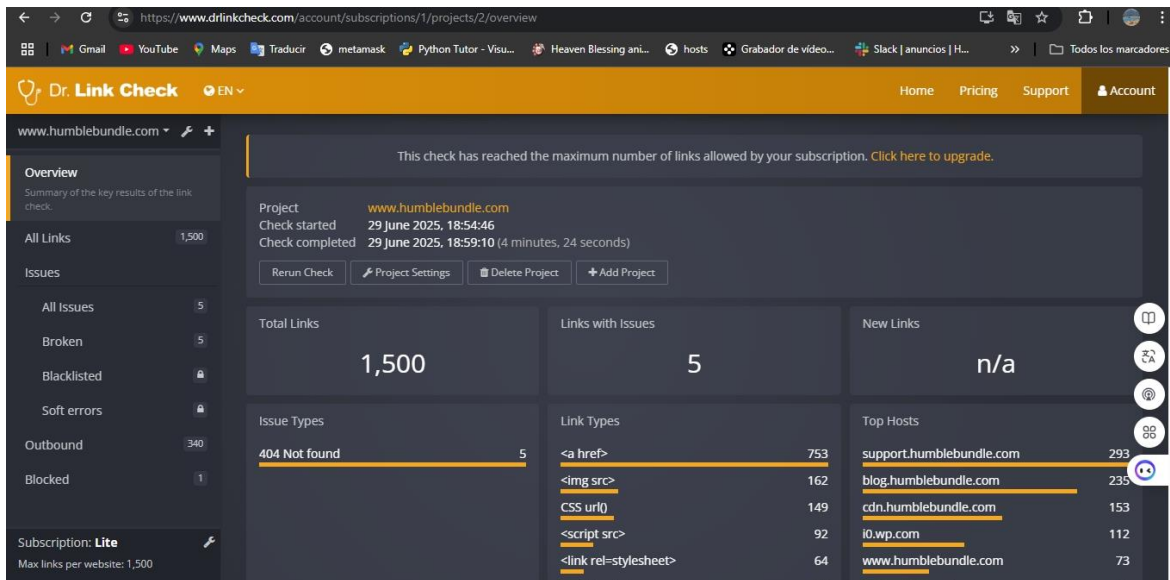 https://www.drlinkcheck.com/account/subscriptions/1/projects/2/overview
Gmail YouTube Maps Traducir metamask Python Tutor - Visu... Heaven Blessing ani... hosts Grabador de vídeo... Slack | anuncios | H... » Todos los marcadores
Dr. Link Check EN Home Pricing Support Account
www.humblebundle.com
Overview
Summary of the key results of the link
check.
All Links 1,500
Issues
All Issues 5
Broken 5
Blacklisted
Soft errors
Outbound 340
Blocked 1
Subscription: Lite
Max links per website: 1,500
This check has reached the maximum number of links allowed by your subscription. Click here to upgrade.
Project www.humblebundle.com
Check started 29 June 2025, 18:54:46
Check completed 29 June 2025, 18:59:10 (4 minutes, 24 seconds)
Rerun Check Project Settings Delete Project Add Project
Total Links
1,500
Links with Issues
5
New Links
n/a
Issue Types
404 Not found 5
Link Types
<a href> 753
<img src> 162
CSS url() 149
<script src> 92
<link rel=stylesheet> 64
Top Hosts
support.humblebundle.com 293
blog.humblebundle.com 235
cdn.humblebundle.com 153
i0.wp.com 112
www.humblebundle.com 73